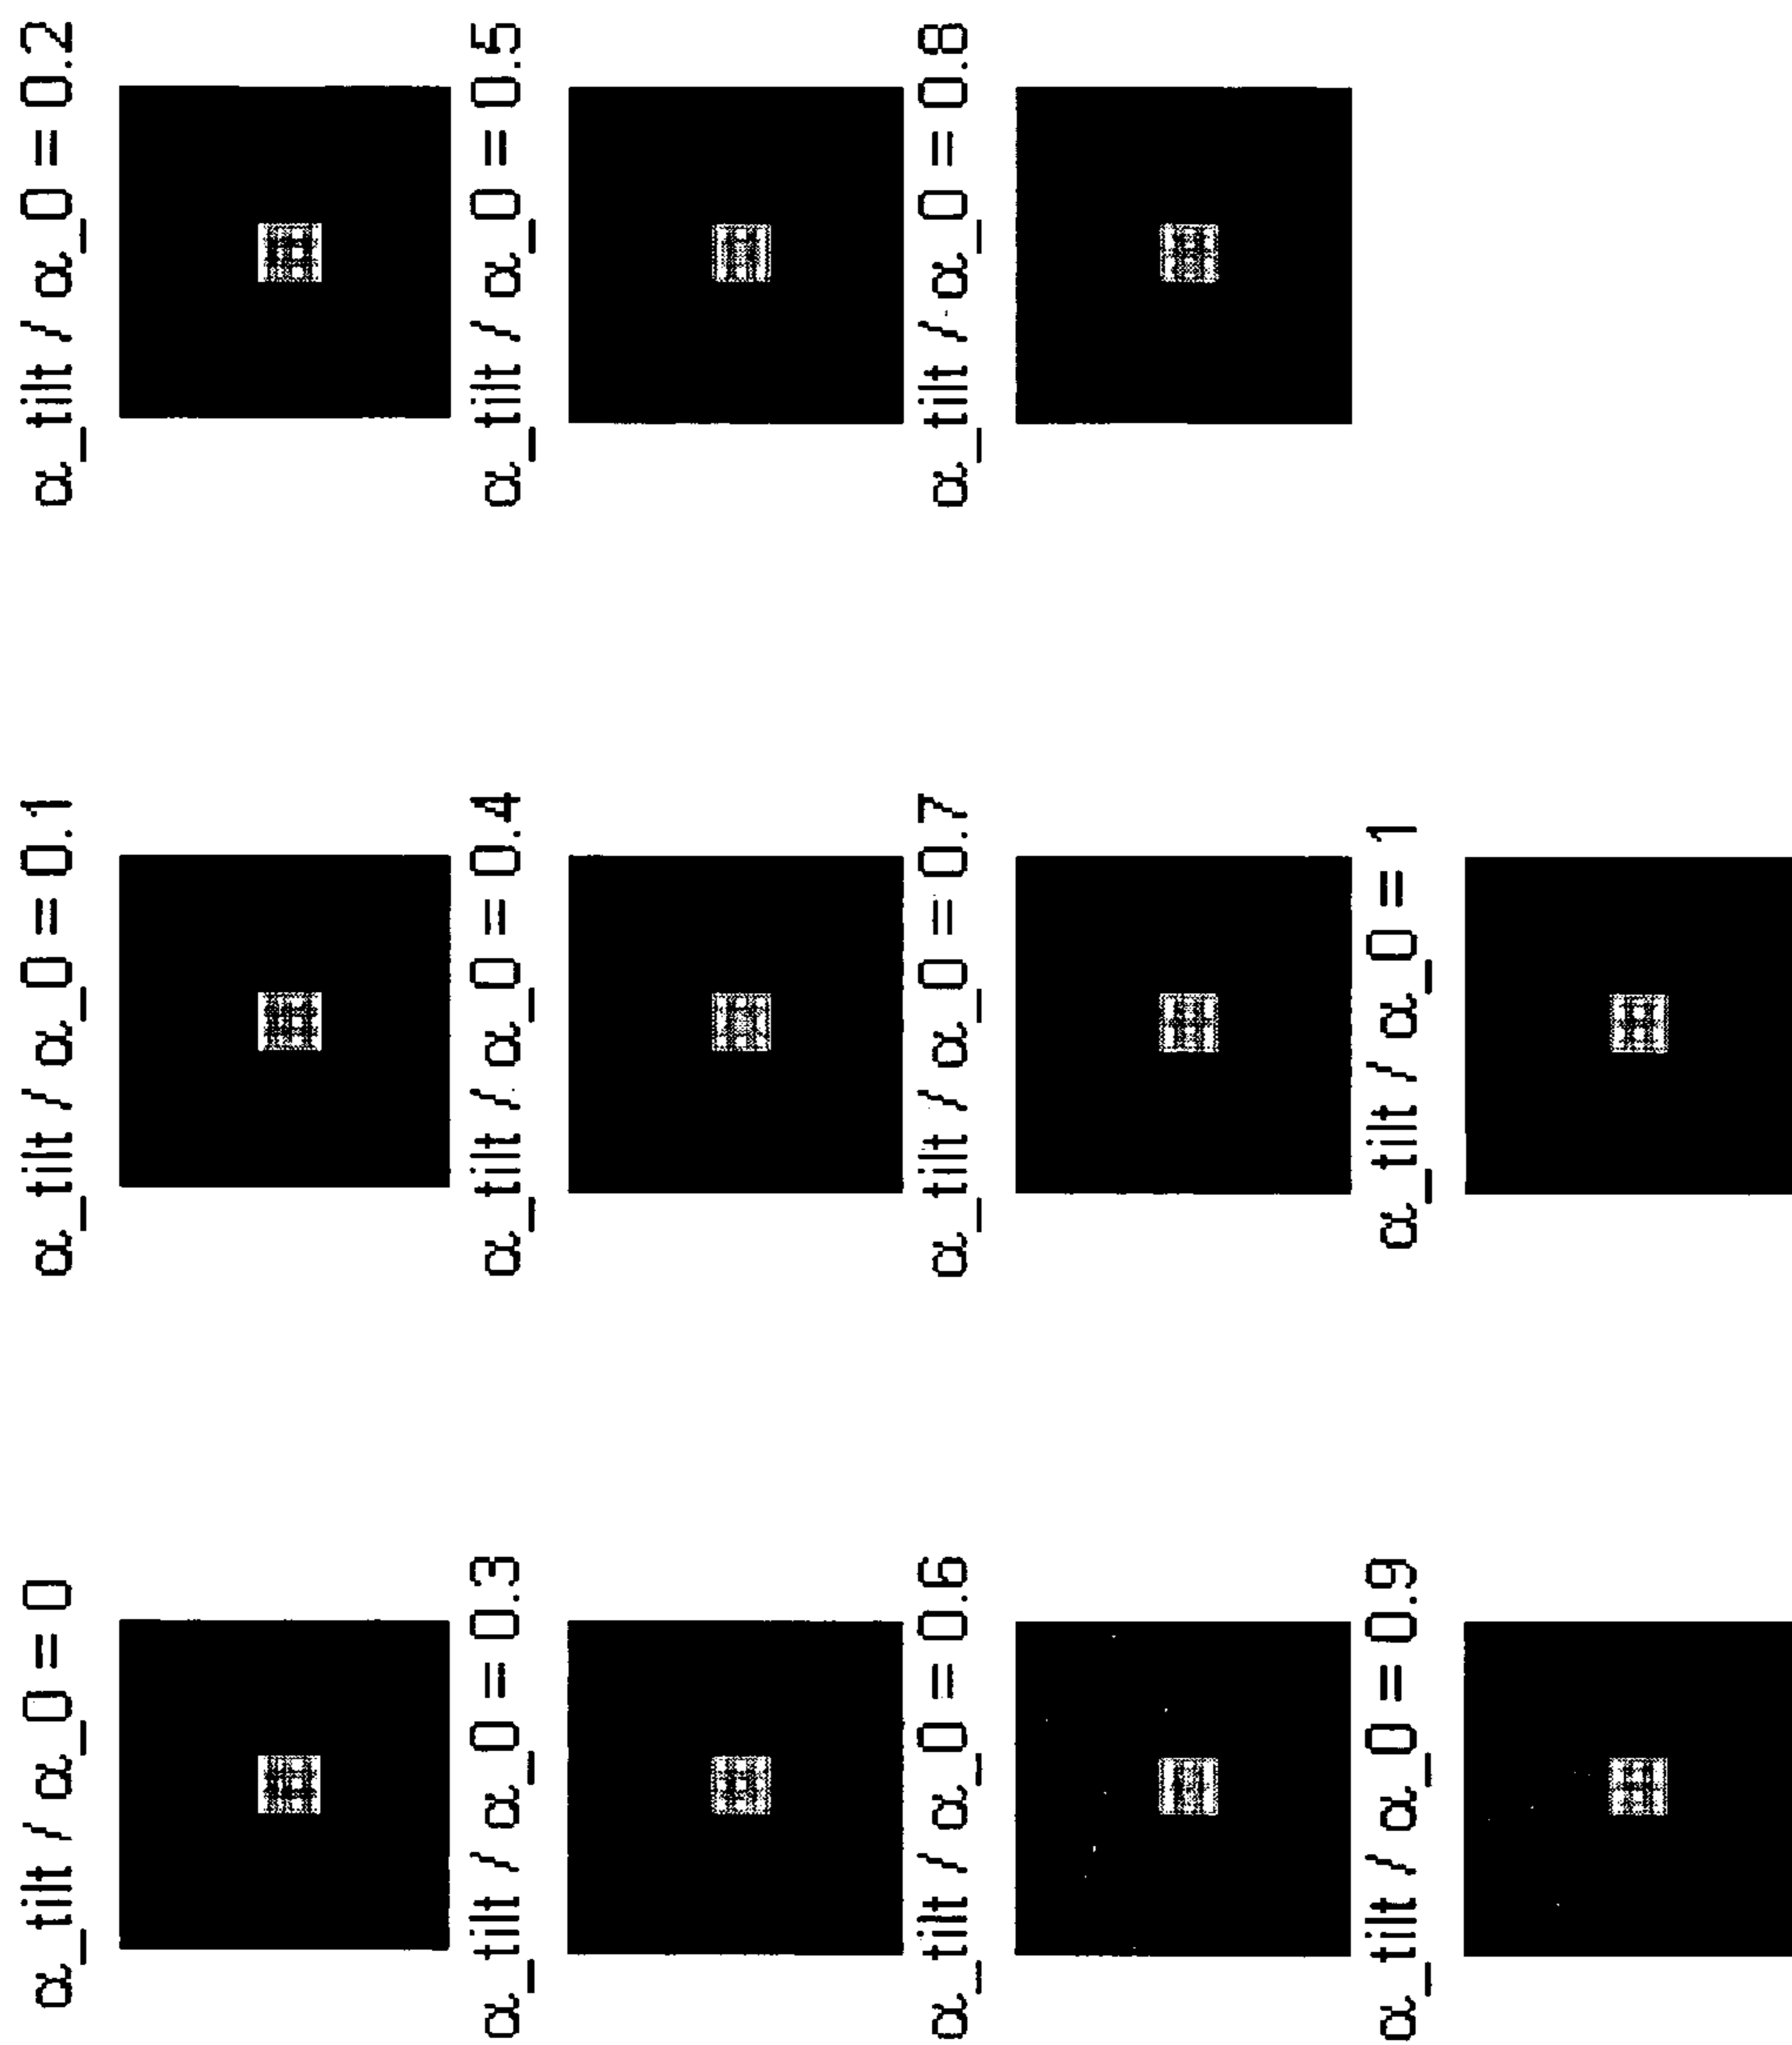 α_tilt / α_0 = 0
α_tilt / α_0 = 0.1
α_tilt / α_0 = 0.2
α_tilt / α_0 = 0.3
α_tilt / α_0 = 0.4
α_tilt / α_0 = 0.5
α_tilt / α_0 = 0.6
α_tilt / α_0 = 0.7
α_tilt / α_0 = 0.8
α_tilt / α_0 = 0.9
α_tilt / α_0 = 1